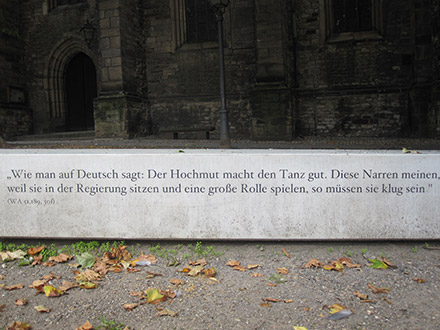 „Wie man auf Deutsch sagt: Der Hochmut macht den Tanz gut. Diese Narren meinen,
weil sie in der Regierung sitzen und eine große Rolle spielen, so müssen sie klug sein "
(WA 51,189, 30f).